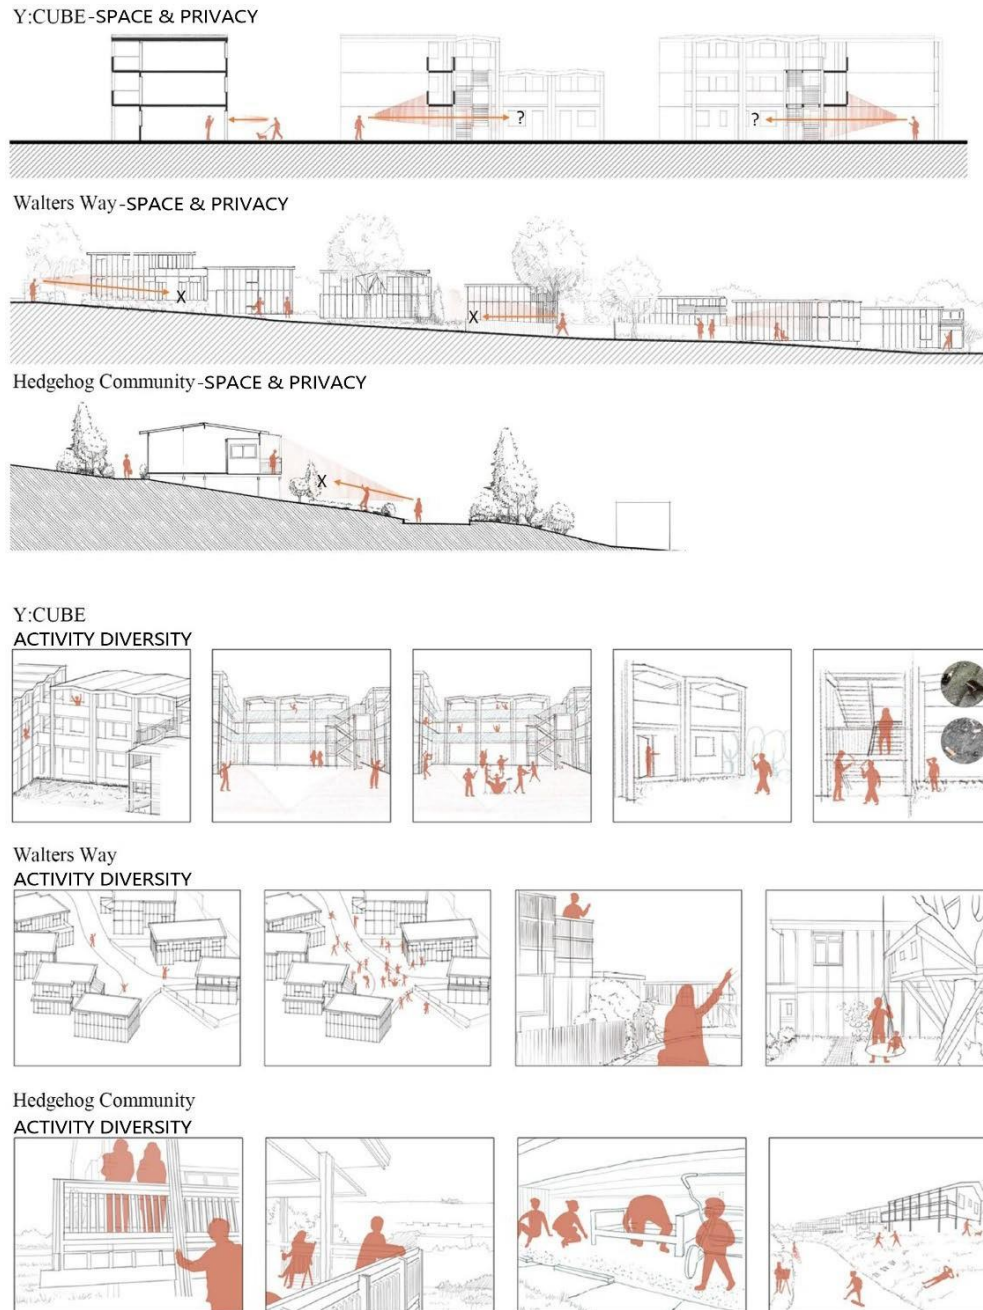 Y:CUBE-SPACE & PRIVACY
?
?
Walters Way-SPACE & PRIVACY
X
X
Hedgehog Community-SPACE & PRIVACY
X
Y:CUBE
ACTIVITY DIVERSITY
Walters Way
ACTIVITY DIVERSITY
Hedgehog Community
ACTIVITY DIVERSITY